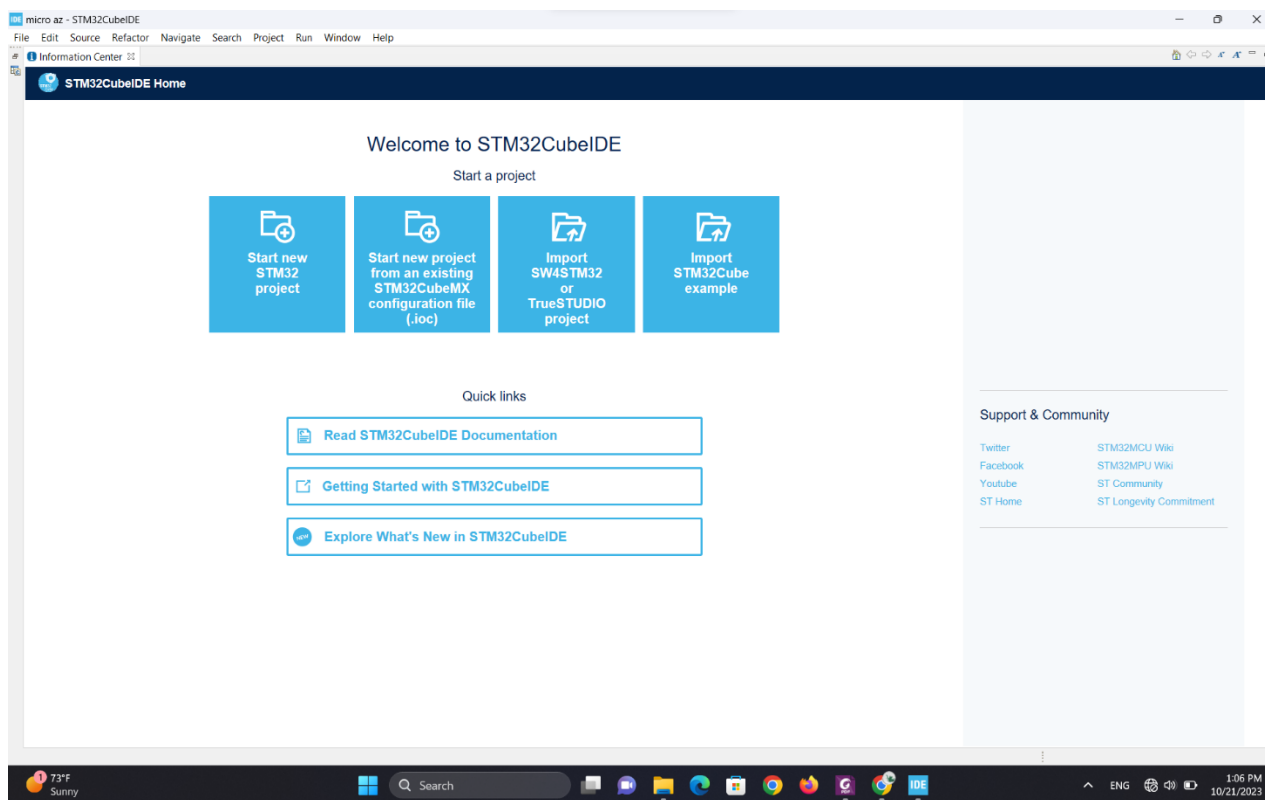 IDE micro az - STM32CubeIDE
File Edit Source Refactor Navigate Search Project Run Window Help
Information Center
STM32CubeIDE Home
Welcome to STM32CubeIDE
Start a project
Start new
STM32
project
Start new project
from an existing
STM32CubeMX
configuration file
(.ioc)
Import
SW4STM32
or
TrueSTUDIO
project
Import
STM32Cube
example
Quick links
Read STM32CubeIDE Documentation
Getting Started with STM32CubeIDE
NEW Explore What's New in STM32CubeIDE
Support & Community
Twitter STM32MCU Wiki
Facebook STM32MPU Wiki
Youtube ST Community
ST Home ST Longevity Commitment
1
73°F
Sunny
Search
IDE
ENG
1:06 PM
10/21/2023